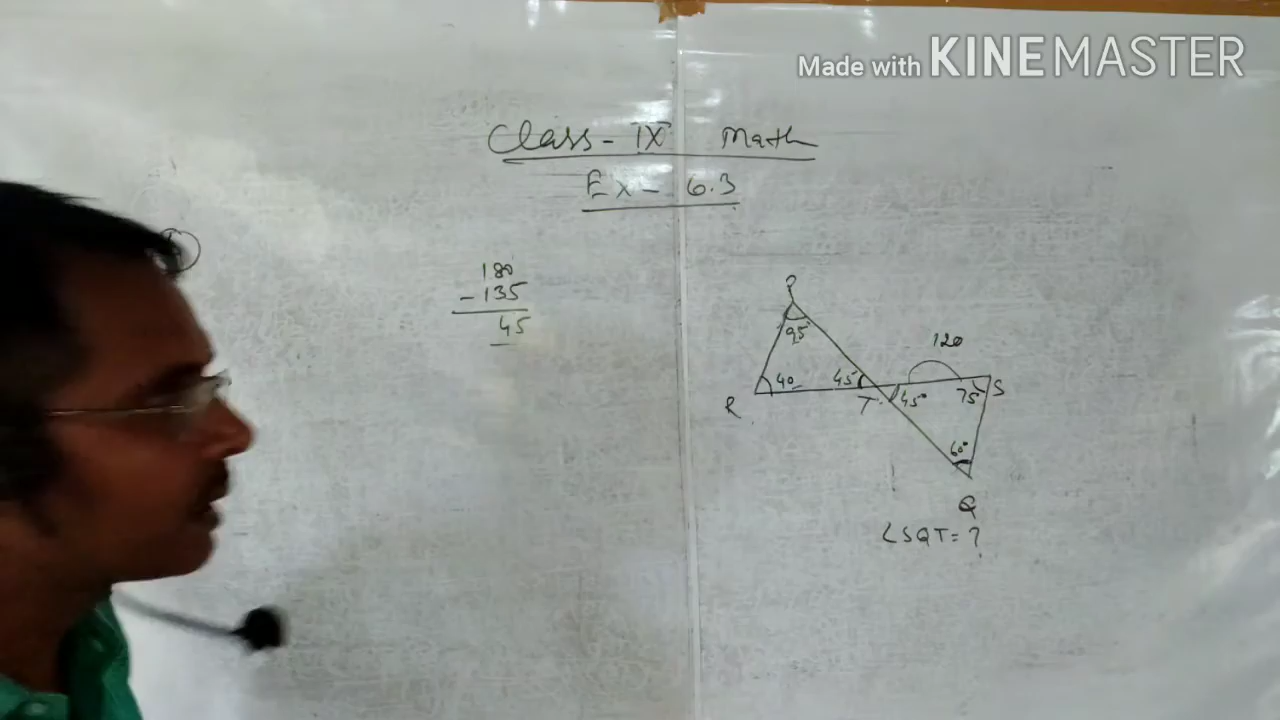 Made with KINEMASTER
Class - IX Math
Ex - 6.3
180
- 135
45
P
95°
120
40
45°
75°
S
R
T
45°
60°
Q
∠SQT = ?